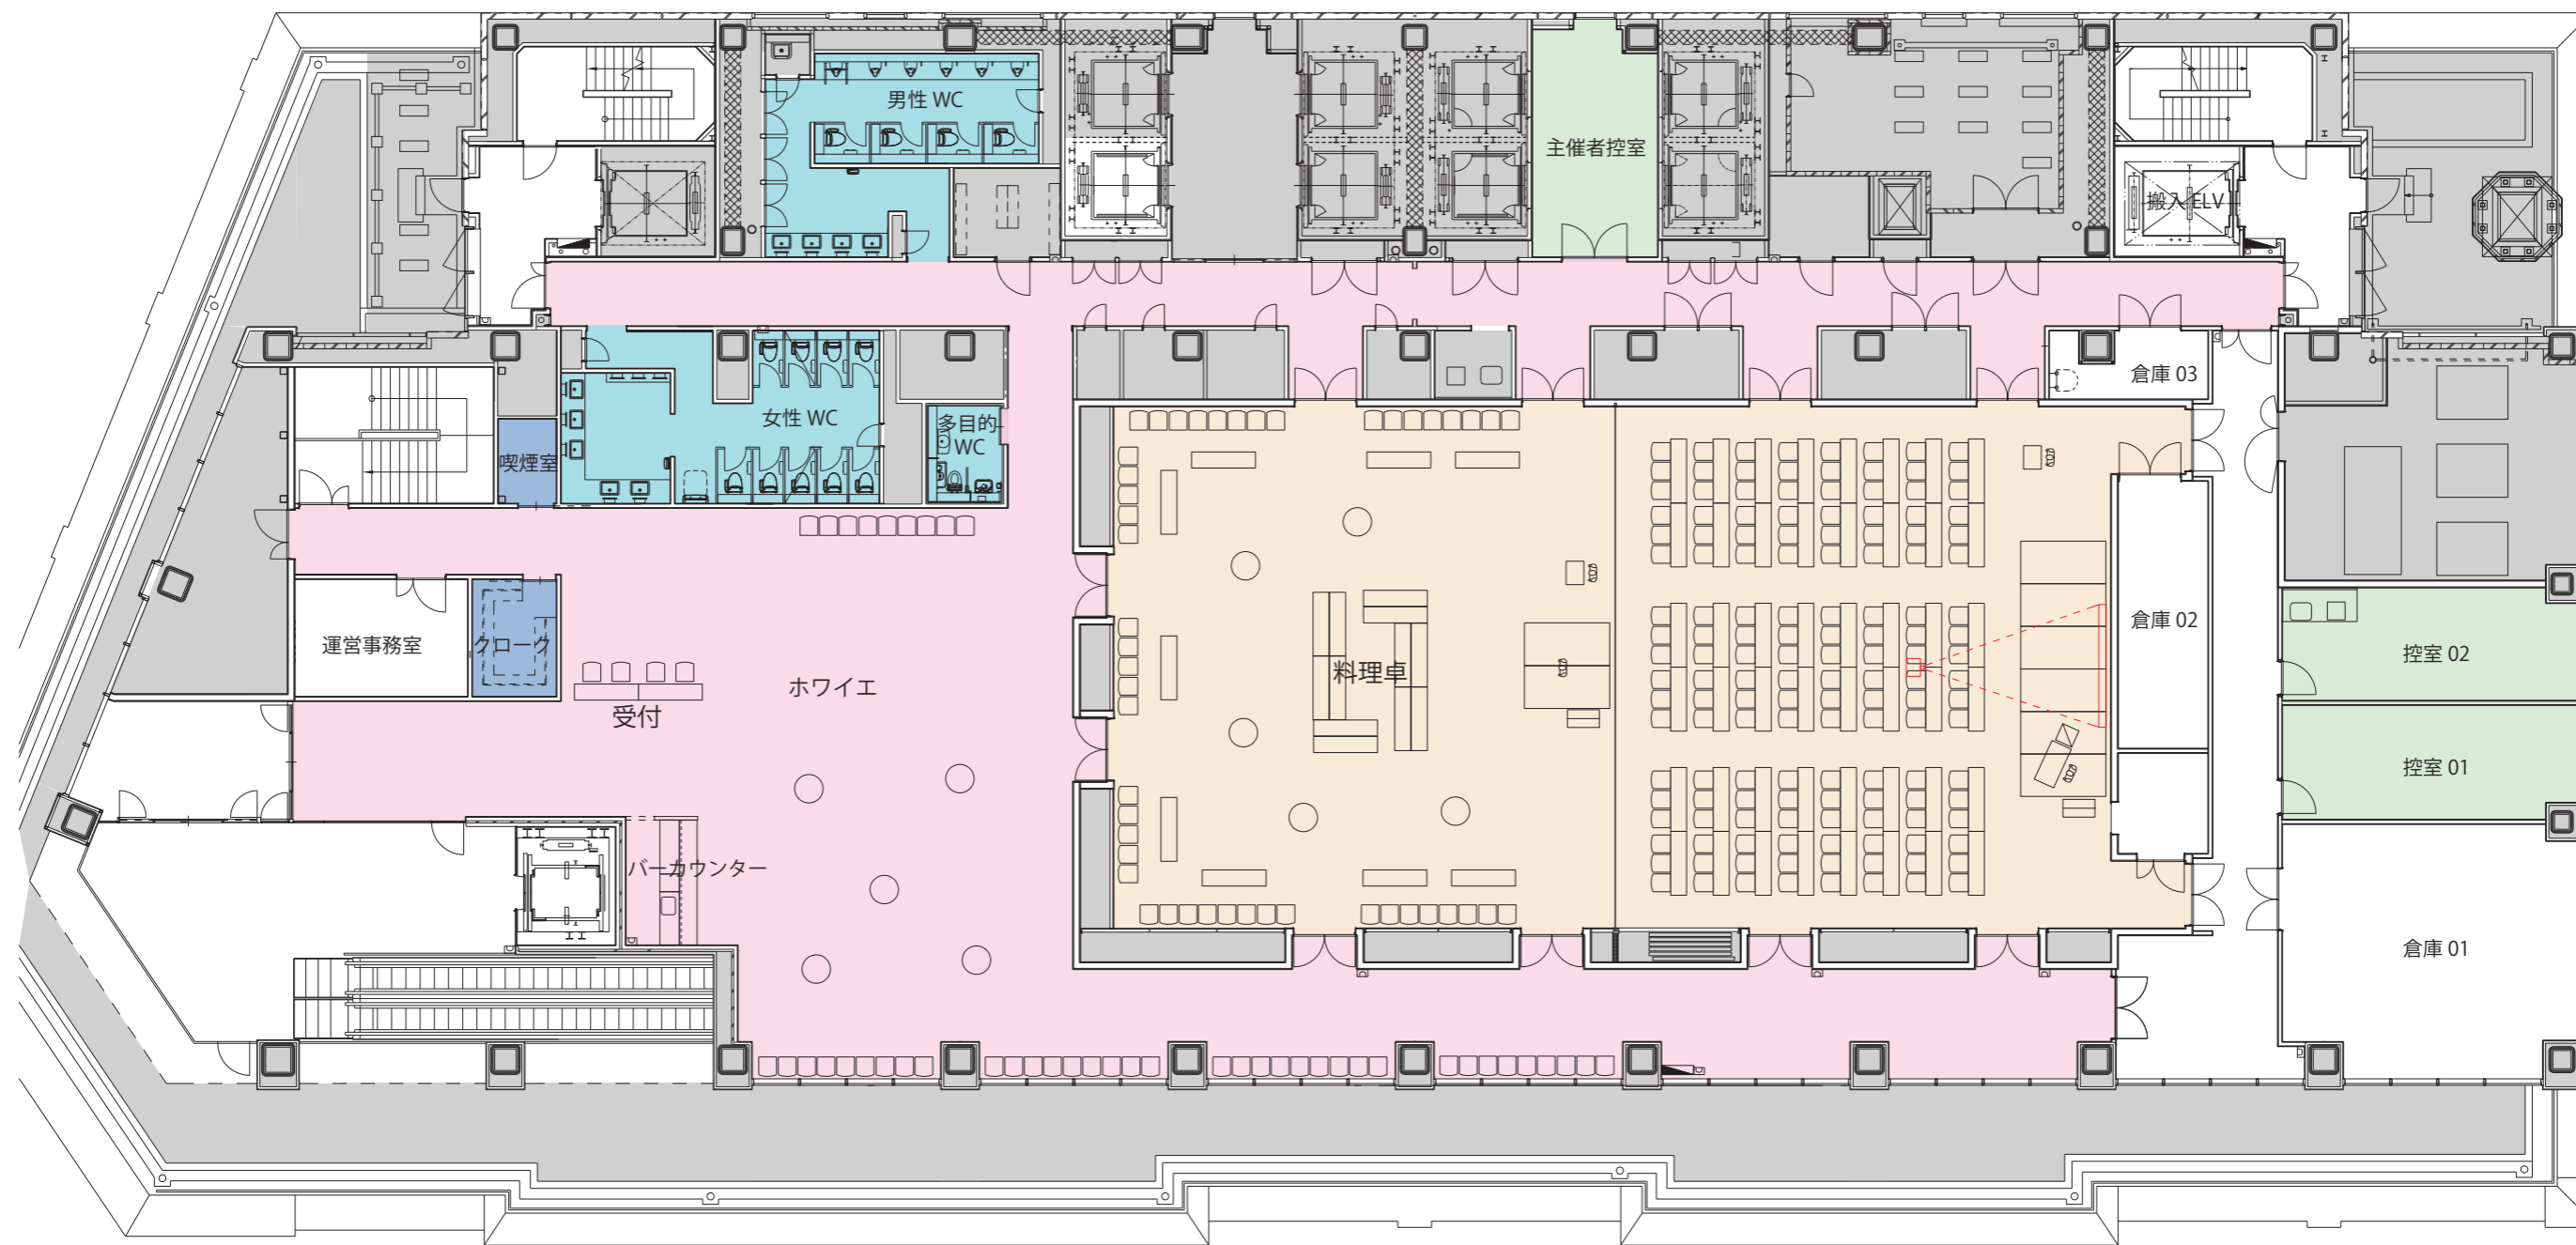 男性 WC
主催者控室
搬入 ELV
倉庫 03
女性 WC
多目的
WC
喫煙室
運営事務室
クローク
受付
ホワイエ
料理卓
倉庫 02
控室 02
控室 01
バーカウンター
倉庫 01